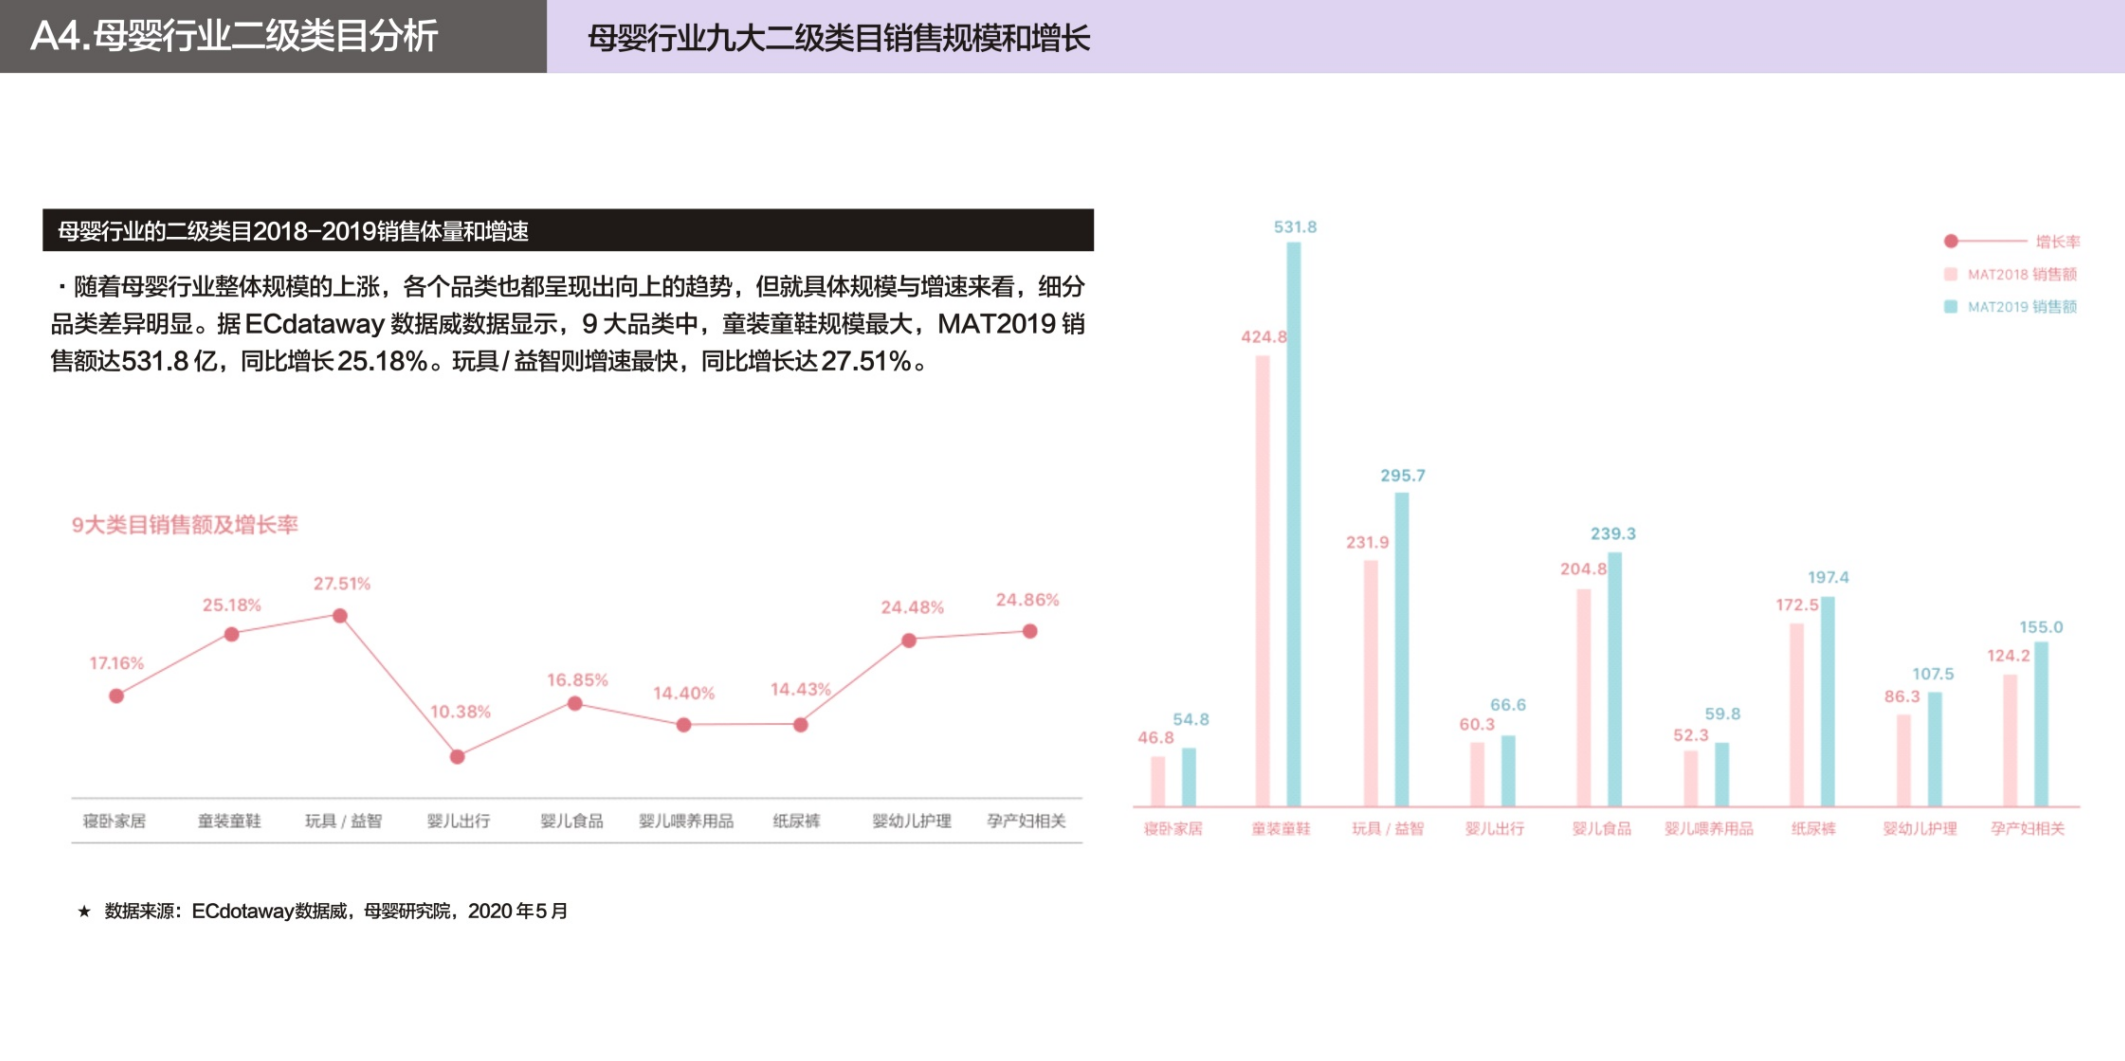 A4.母婴行业二级类目分析
母婴行业九大二级类目销售规模和增长
母婴行业的二级类目2018-2019销售体量和增速
·随着母婴行业整体规模的上涨，各个品类也都呈现出向上的趋势，但就具体规模与增速来看，细分
品类差异明显。据ECdataway 数据威数据显示，9 大品类中，童装童鞋规模最大，MAT2019 销
售额达531.8 亿，同比增长25.18%。玩具/ 益智则增速最快，同比增长达27.51%。
9大类目销售额及增长率
17.16%
25.18%
27.51%
10.38%
16.85%
14.40%
14.43%
24.48%
24.86%
寝卧家居 童装童鞋 玩具 / 益智 婴儿出行 婴儿食品 婴儿喂养用品 纸尿裤 婴幼儿护理 孕产妇相关
★ 数据来源：ECdotaway数据威，母婴研究院，2020 年5 月
增长率
MAT2018 销售额
MAT2019 销售额
46.8
54.8
424.8
531.8
231.9
295.7
60.3
66.6
204.8
239.3
52.3
59.8
172.5
197.4
86.3
107.5
124.2
155.0
寝卧家居 童装童鞋 玩具 / 益智 婴儿出行 婴儿食品 婴儿喂养用品 纸尿裤 婴幼儿护理 孕产妇相关